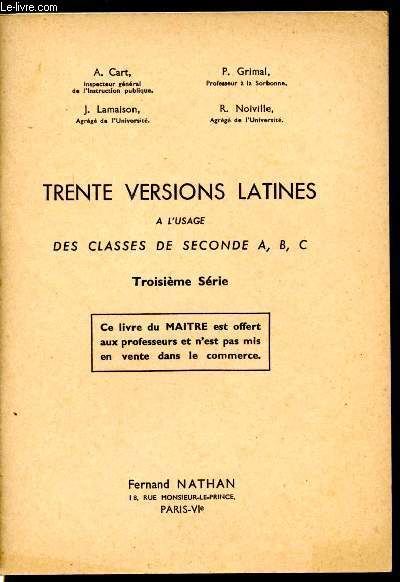 Le-livre.com
A. Cart,
Inspecteur général
de l'Instruction publique.
P. Grimal,
Professeur à la Sorbonne.
J. Lamaison,
Agrégé de l'Université.
R. Noiville,
Agrégé de l'Université.
TRENTE VERSIONS LATINES
A L'USAGE
DES CLASSES DE SECONDE A, B, C
Troisième Série
Ce livre du MAITRE est offert
aux professeurs et n'est pas mis
en vente dans le commerce.
Fernand NATHAN
18, RUE MONSIEUR-LE-PRINCE,
PARIS-VIe